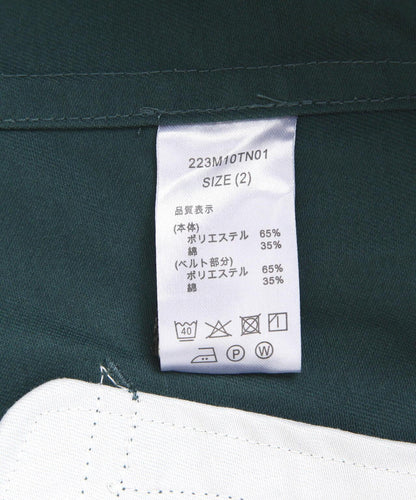 223M10TN01
SIZE (2)
品質表示
(本体)
ポリエステル 65%
綿 35%
(ベルト部分)
ポリエステル 65%
綿 35%
40
P W